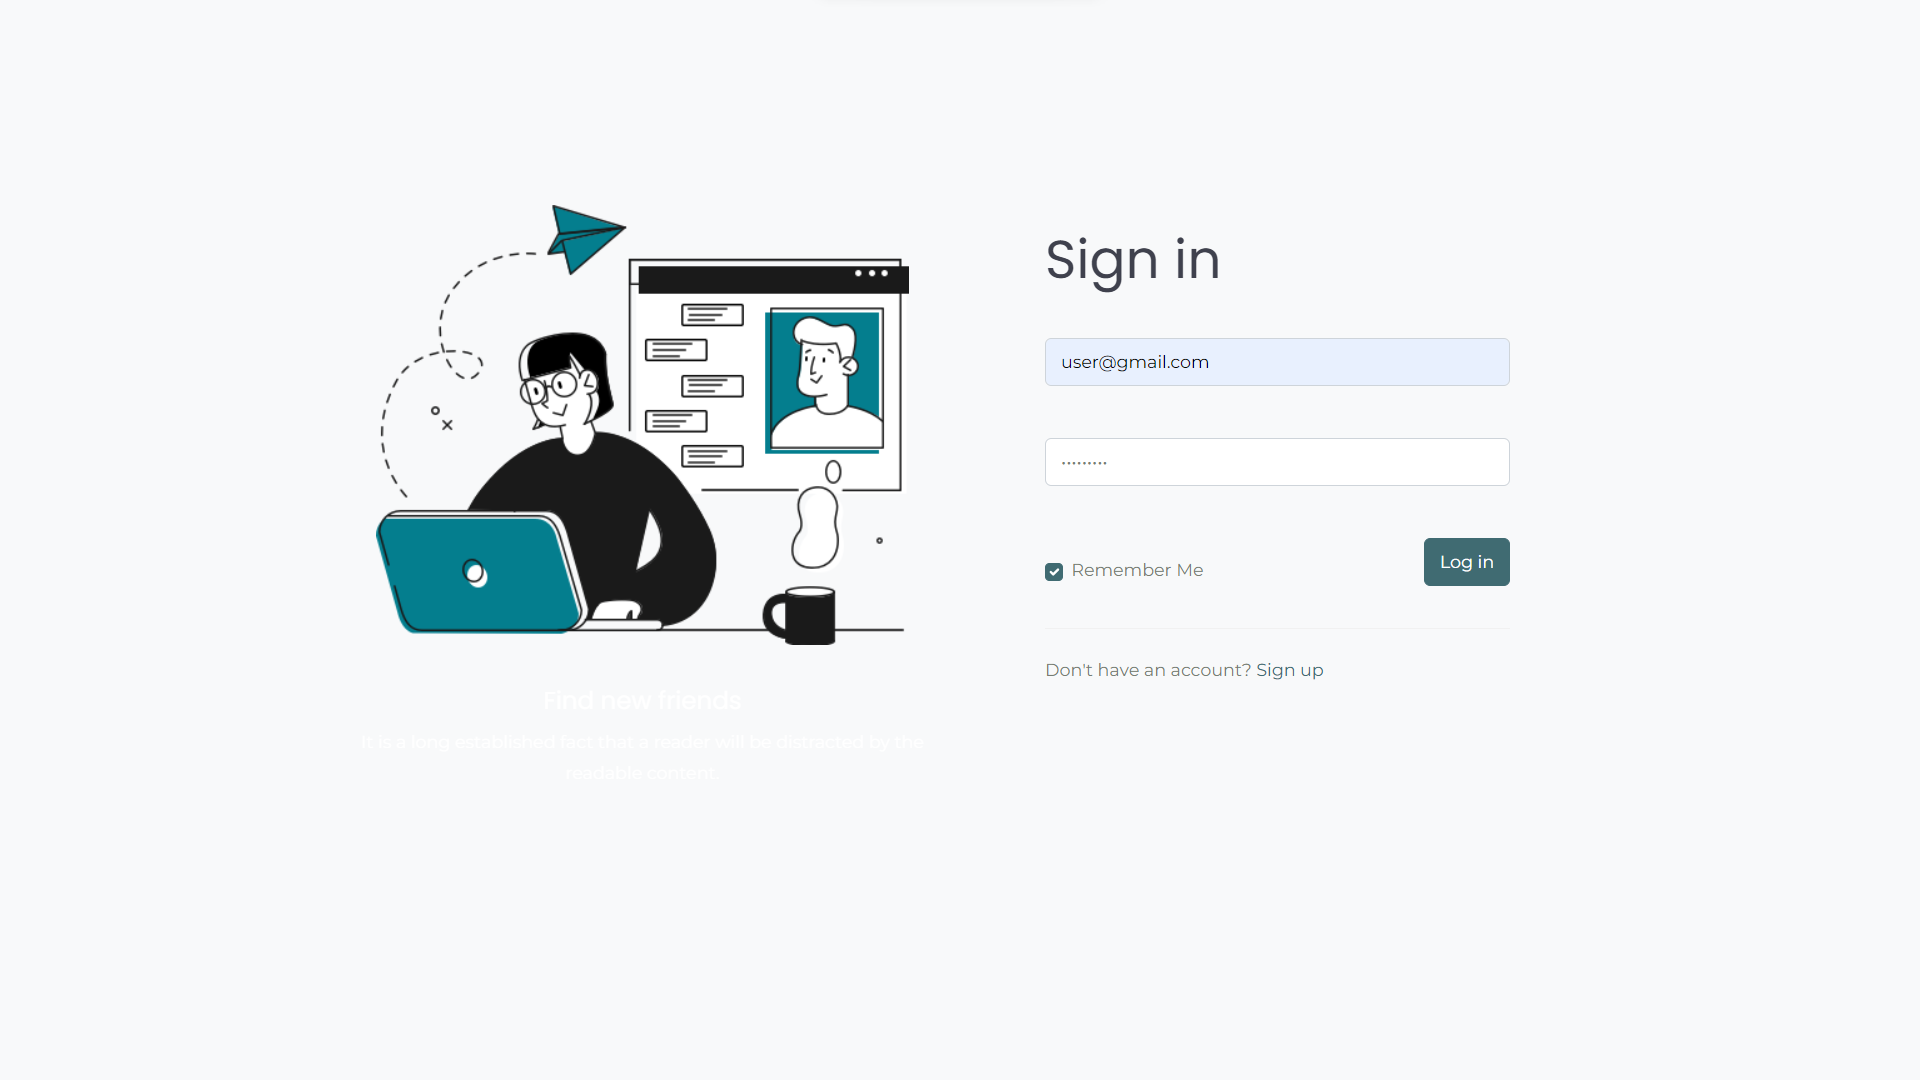 Sign in
user@gmail.com
•••••••••
Remember Me
Log in
Don't have an account? Sign up
Find new friends
It is a long established fact that a reader will be distracted by the
readable content.